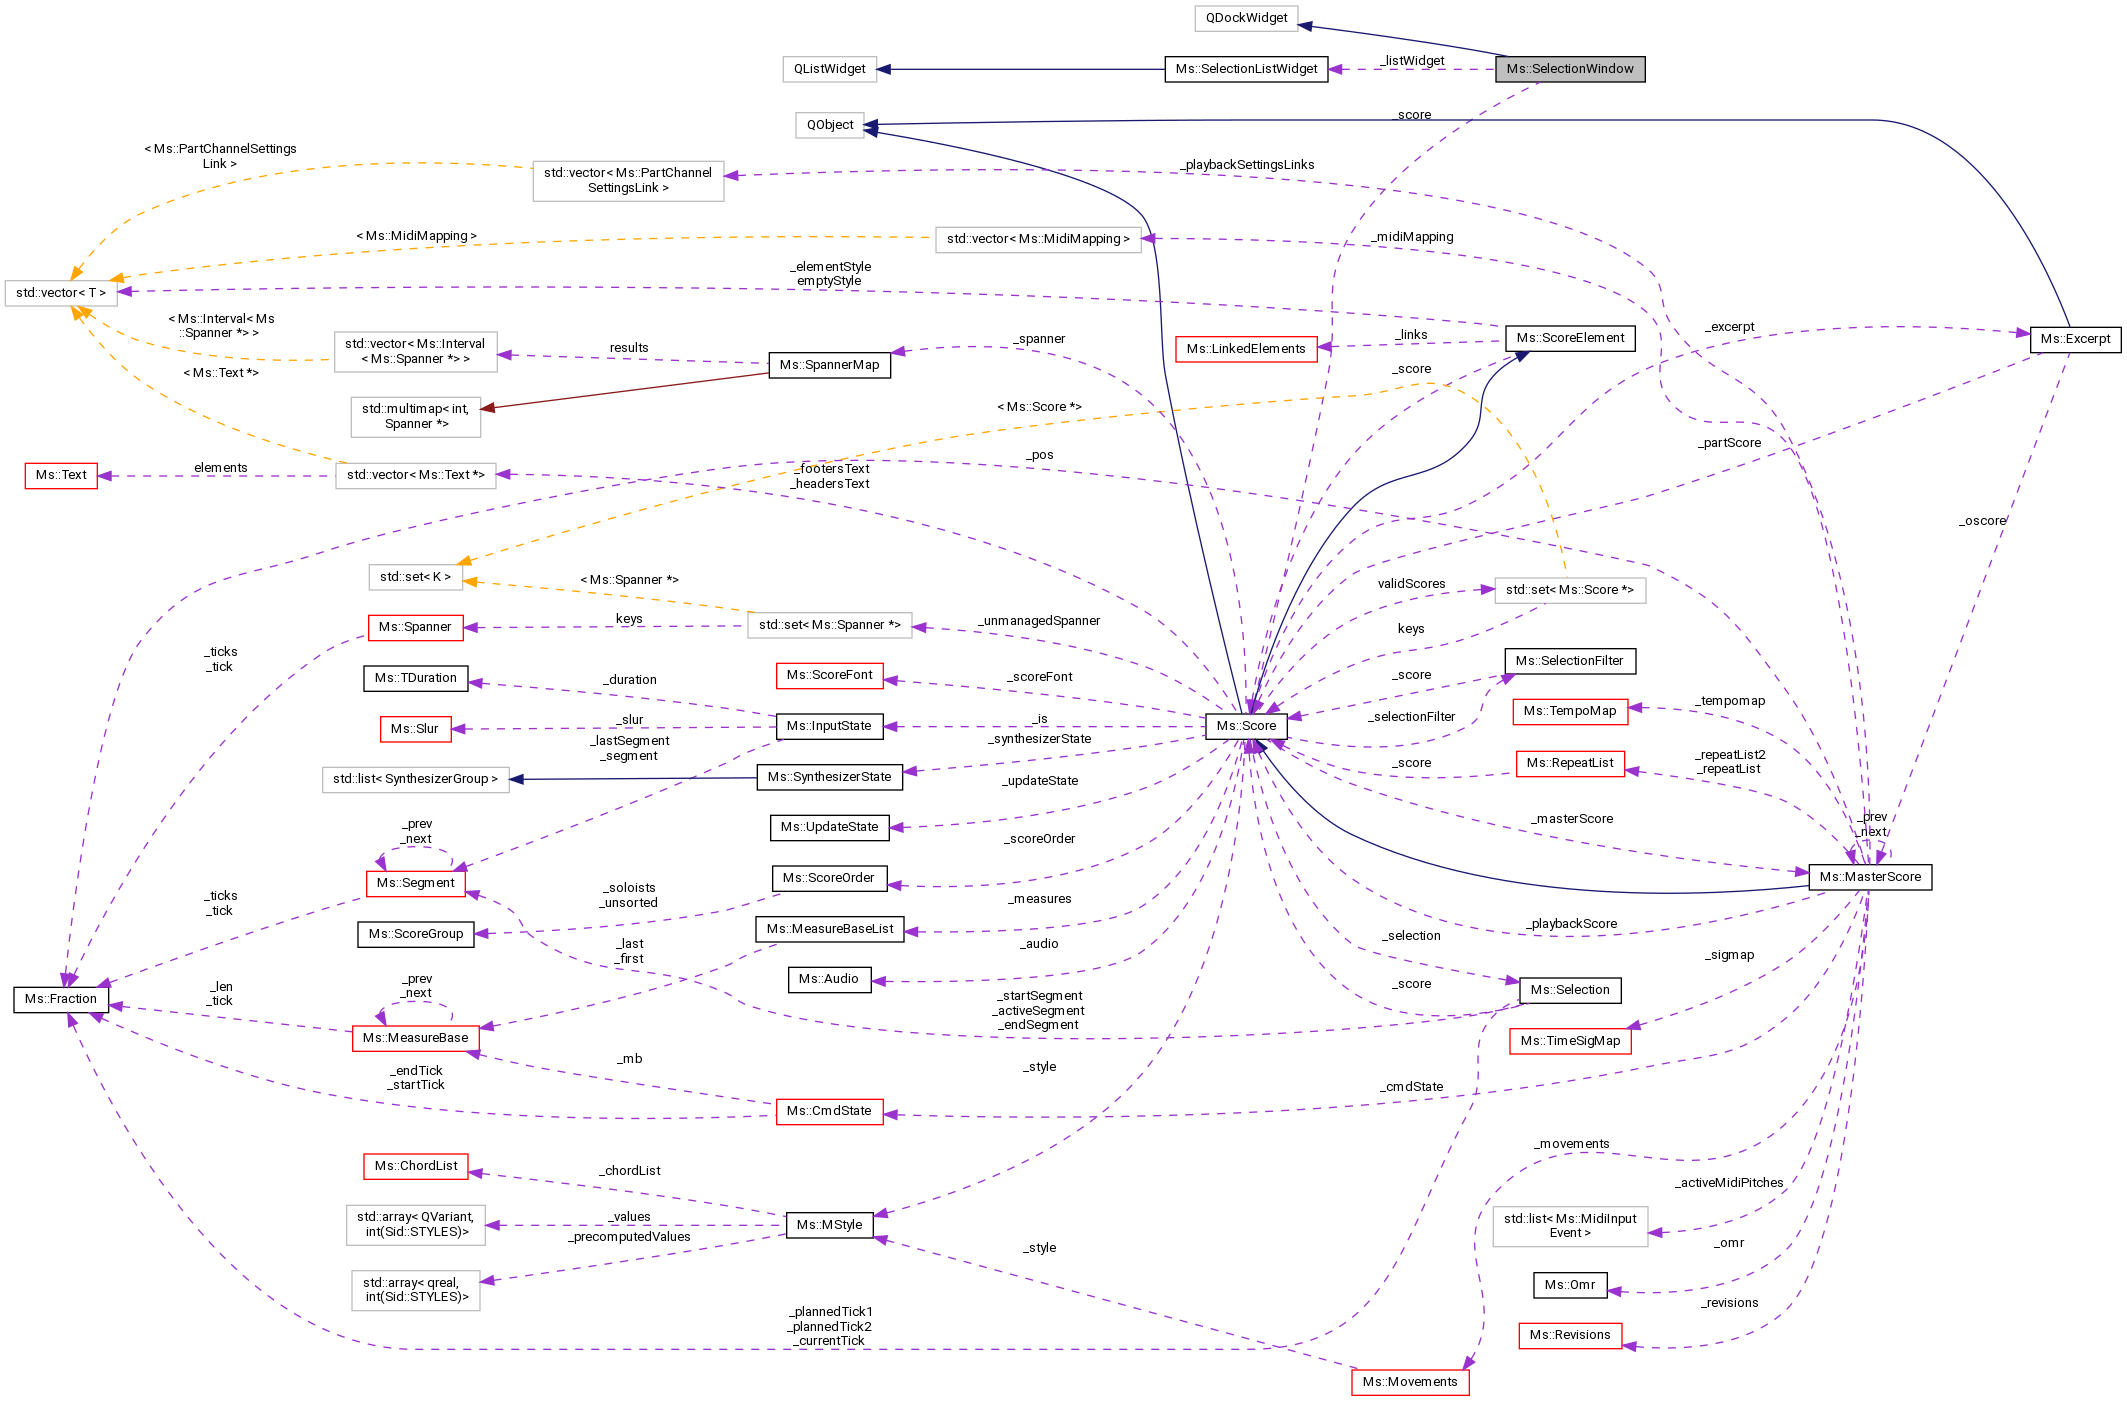 QDockWidget
QListWidget
Ms::SelectionListWidget
_listWidget
Ms::SelectionWindow
QObject
_score
< Ms::PartChannelSettings
Link >
std::vector< Ms::PartChannel
SettingsLink >
_playbackSettingsLinks
< Ms::MidiMapping >
std::vector< Ms::MidiMapping >
_midiMapping
std::vector< T >
_elementStyle
emptyStyle
< Ms::Interval< Ms
::Spanner *> >
std::vector< Ms::Interval
< Ms::Spanner *> >
results
Ms::SpannerMap
_spanner
Ms::LinkedElements
_links
Ms::ScoreElement
_excerpt
Ms::Excerpt
< Ms::Text *>
std::multimap< int,
Spanner *>
< Ms::Score *>
_score
_partScore
Ms::Text
elements
std::vector< Ms::Text *>
_footersText
_headersText
_pos
_oscore
std::set< K >
< Ms::Spanner *>
validScores
std::set< Ms::Score *>
Ms::Spanner
keys
std::set< Ms::Spanner *>
_unmanagedSpanner
keys
_ticks
_tick
Ms::TDuration
_duration
Ms::ScoreFont
_scoreFont
_score
Ms::SelectionFilter
Ms::Slur
_slur
Ms::InputState
_is
Ms::Score
_selectionFilter
Ms::TempoMap
_tempomap
_lastSegment
_segment
_synthesizerState
std::list< SynthesizerGroup >
Ms::SynthesizerState
_score
Ms::RepeatList
_repeatList2
_repeatList
_updateState
Ms::UpdateState
_prev
_next
_scoreOrder
_masterScore
_prev
_next
Ms::Segment
_soloists
_unsorted
Ms::ScoreOrder
Ms::MasterScore
_ticks
_tick
Ms::ScoreGroup
Ms::MeasureBaseList
_measures
_playbackScore
_last
_first
Ms::Audio
_audio
_selection
_sigmap
Ms::Fraction
_len
_tick
_prev
_next
_startSegment
_activeSegment
_endSegment
_score
Ms::Selection
Ms::MeasureBase
Ms::TimeSigMap
_endTick
_startTick
_mb
_style
_cmdState
Ms::CmdState
Ms::ChordList
_chordList
_movements
_activeMidiPitches
std::array< QVariant,
int(Sid::STYLES)>
_values
Ms::MStyle
std::list< Ms::MidiInput
Event >
_precomputedValues
_style
_omr
std::array< qreal,
int(Sid::STYLES)>
Ms::Omr
_plannedTick1
_plannedTick2
_currentTick
_revisions
Ms::Revisions
Ms::Movements